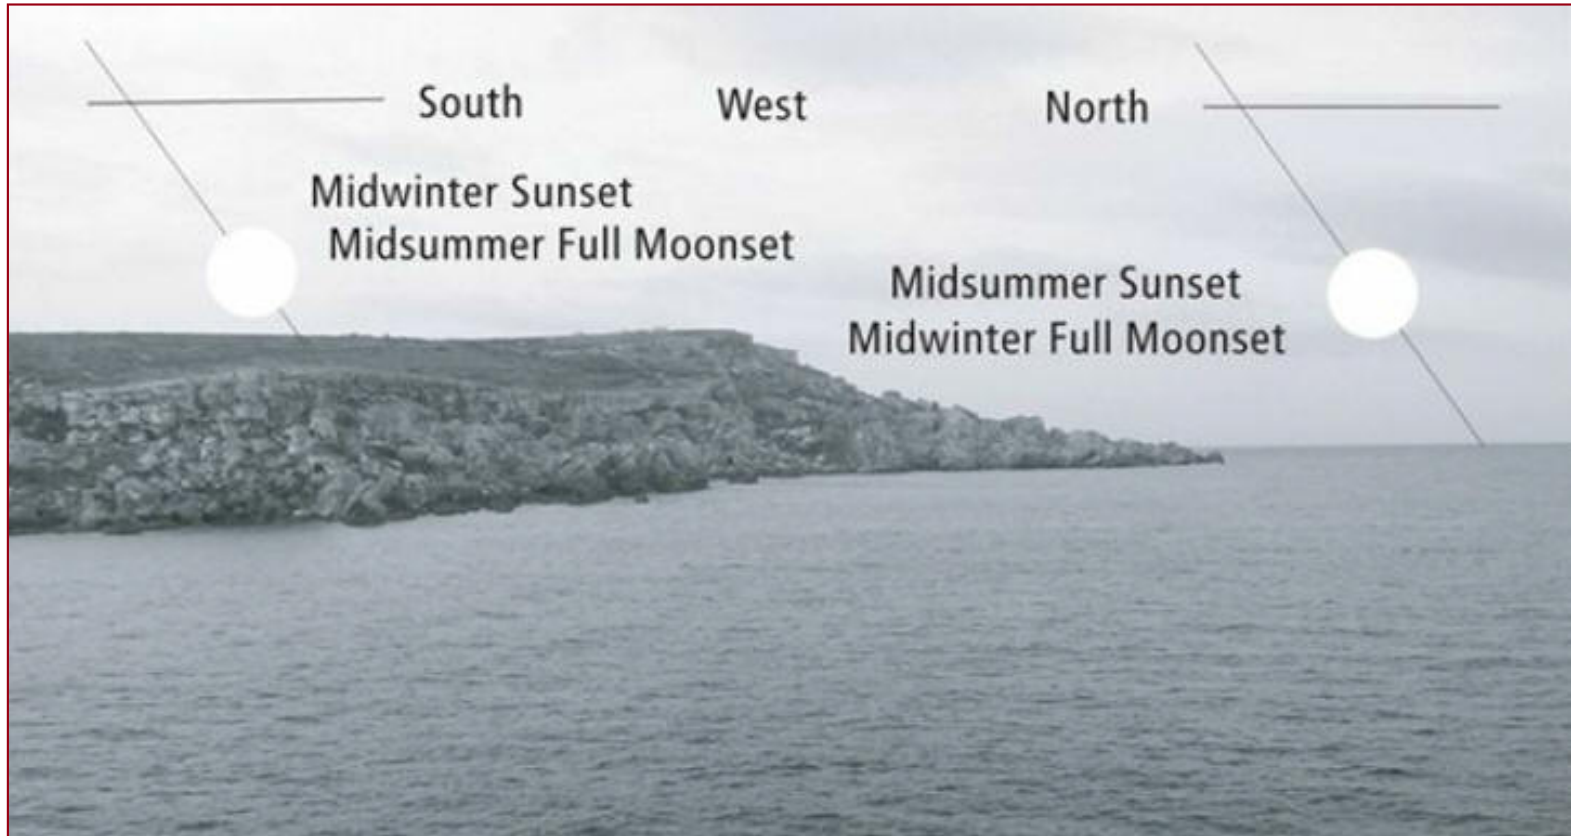 South West North
Midwinter Sunset
Midsummer Full Moonset
Midsummer Sunset
Midwinter Full Moonset